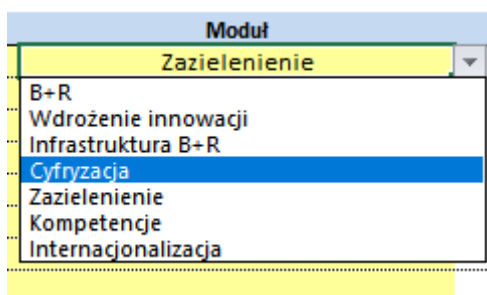 Moduł
Zazielenienie
B+R
Wdrożenie innowacji
Infrastruktura B+R
Cyfryzacja
Zazielenienie
Kompetencje
Internacjonalizacja